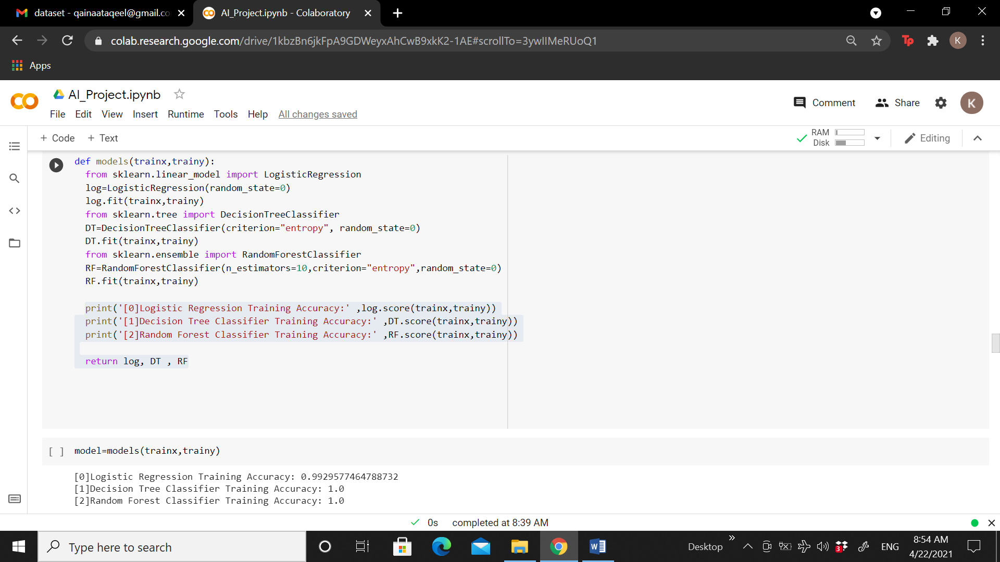 dataset - qainaataqeel@gmail.co
AI_Project.ipynb - Colaboratory
colab.research.google.com/drive/1kbzBn6jkFpA9GDWeyxAhCwB9xkK2-1AE#scrollTo=3ywIIMeRUoQ1
Tp
K
Apps
AI_Project.ipynb
File Edit View Insert Runtime Tools Help All changes saved
Comment Share K
+ Code + Text
RAM
Disk
Editing
def models(trainx,trainy):
  from sklearn.linear_model import LogisticRegression
  log=LogisticRegression(random_state=0)
  log.fit(trainx,trainy)
  from sklearn.tree import DecisionTreeClassifier
  DT=DecisionTreeClassifier(criterion="entropy", random_state=0)
  DT.fit(trainx,trainy)
  from sklearn.ensemble import RandomForestClassifier
  RF=RandomForestClassifier(n_estimators=10,criterion="entropy",random_state=0)
  RF.fit(trainx,trainy)
  print('[0]Logistic Regression Training Accuracy:' ,log.score(trainx,trainy))
  print('[1]Decision Tree Classifier Training Accuracy:' ,DT.score(trainx,trainy))
  print('[2]Random Forest Classifier Training Accuracy:' ,RF.score(trainx,trainy))
  return log, DT , RF
[ ] model=models(trainx,trainy)
[0]Logistic Regression Training Accuracy: 0.9929577464788732
[1]Decision Tree Classifier Training Accuracy: 1.0
[2]Random Forest Classifier Training Accuracy: 1.0
0s completed at 8:39 AM
Type here to search
W
Desktop
3
ENG
8:54 AM
4/22/2021